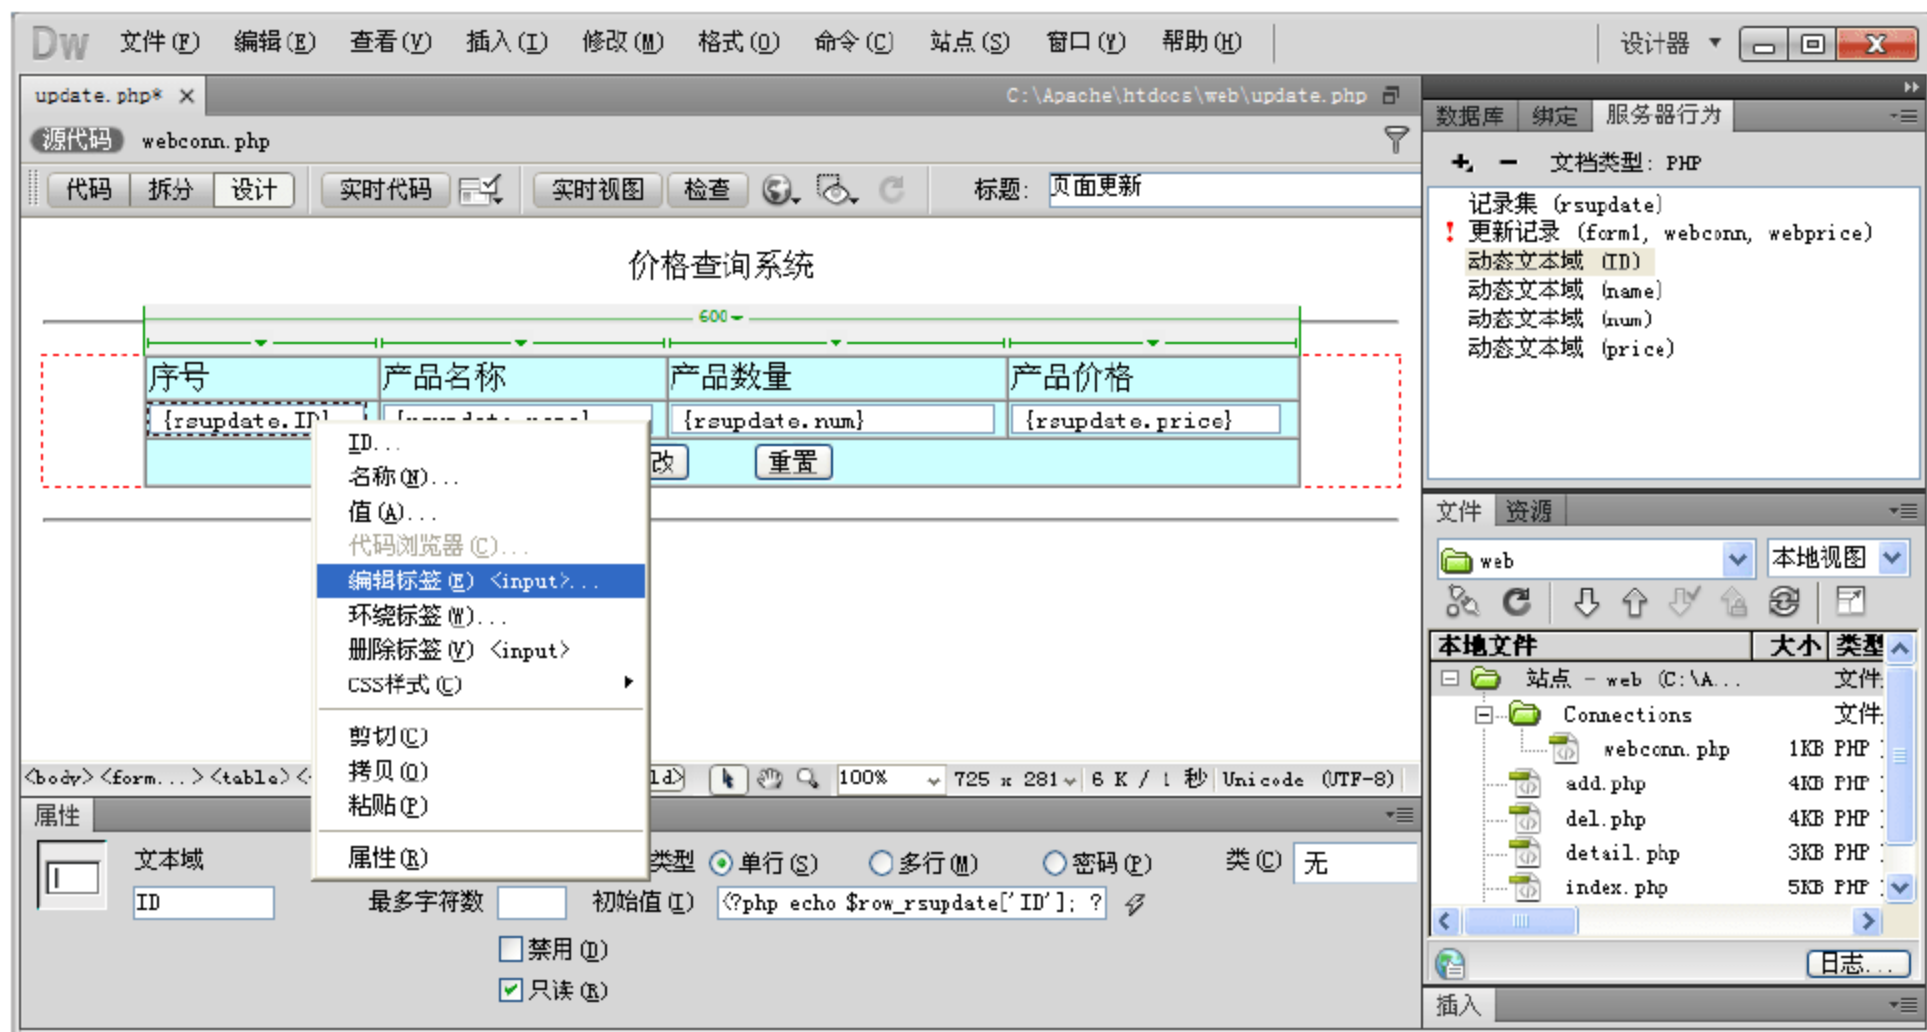 Dw 文件(F) 编辑(E) 查看(V) 插入(I) 修改(M) 格式(O) 命令(C) 站点(S) 窗口(Y) 帮助(H) 设计器
update.php* C:\Apache\htdocs\web\update.php
源代码 webconn.php
代码 拆分 设计 实时代码 实时视图 检查 标题: 页面更新
价格查询系统
600
序号 产品名称 产品数量 产品价格
{rsupdate.ID} {rsupdate.name} {rsupdate.num} {rsupdate.price}
改 重置
ID...
名称(N)...
值(A)...
代码浏览器(C)...
编辑标签(E) <input>...
环绕标签(W)...
删除标签(V) <input>
CSS样式(C)
剪切(C)
拷贝(O)
粘贴(P)
属性(R)
<body><form...><table>< ld> 100% 725 x 281 6 K / 1 秒 Unicode (UTF-8)
属性
文本域 类型 单行(S) 多行(M) 密码(P) 类(C) 无
ID 最多字符数 初始值(I) <?php echo $row_rsupdate['ID']; ?
禁用(D)
只读(R)
数据库 绑定 服务器行为
文档类型: PHP
记录集 (rsupdate)
! 更新记录 (form1, webconn, webprice)
动态文本域 (ID)
动态文本域 (name)
动态文本域 (num)
动态文本域 (price)
文件 资源
web 本地视图
本地文件 大小 类型
站点 - web (C:\A... 文件
Connections 文件
webconn.php 1KB PHP
add.php 4KB PHP
del.php 4KB PHP
detail.php 3KB PHP
index.php 5KB PHP
日志...
插入